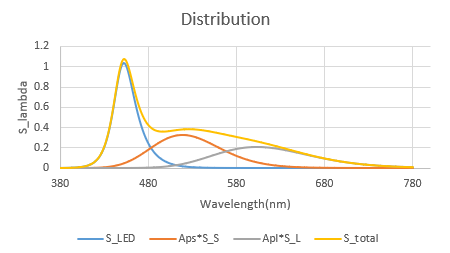 Distribution
1.2
1
0.8
0.6
0.4
0.2
0
S_lambda
380 480 580 680 780
Wavelength(nm)
S_LED Aps*S_S Apl*S_L S_total